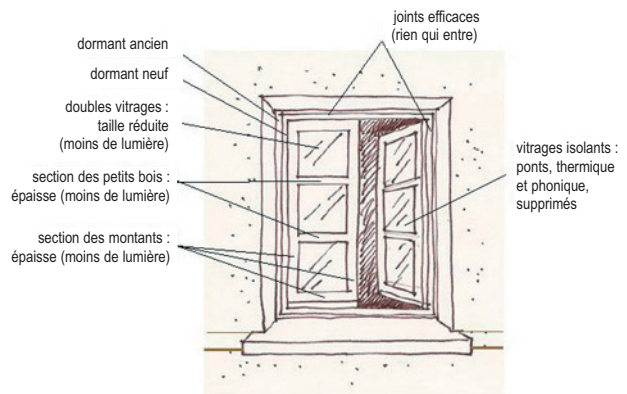 joints efficaces
(rien qui entre)
dormant ancien
dormant neuf
doubles vitrages :
taille réduite
(moins de lumière)
section des petits bois :
épaisse (moins de lumière)
section des montants :
épaisse (moins de lumière)
vitrages isolants :
ponts, thermique
et phonique,
supprimés